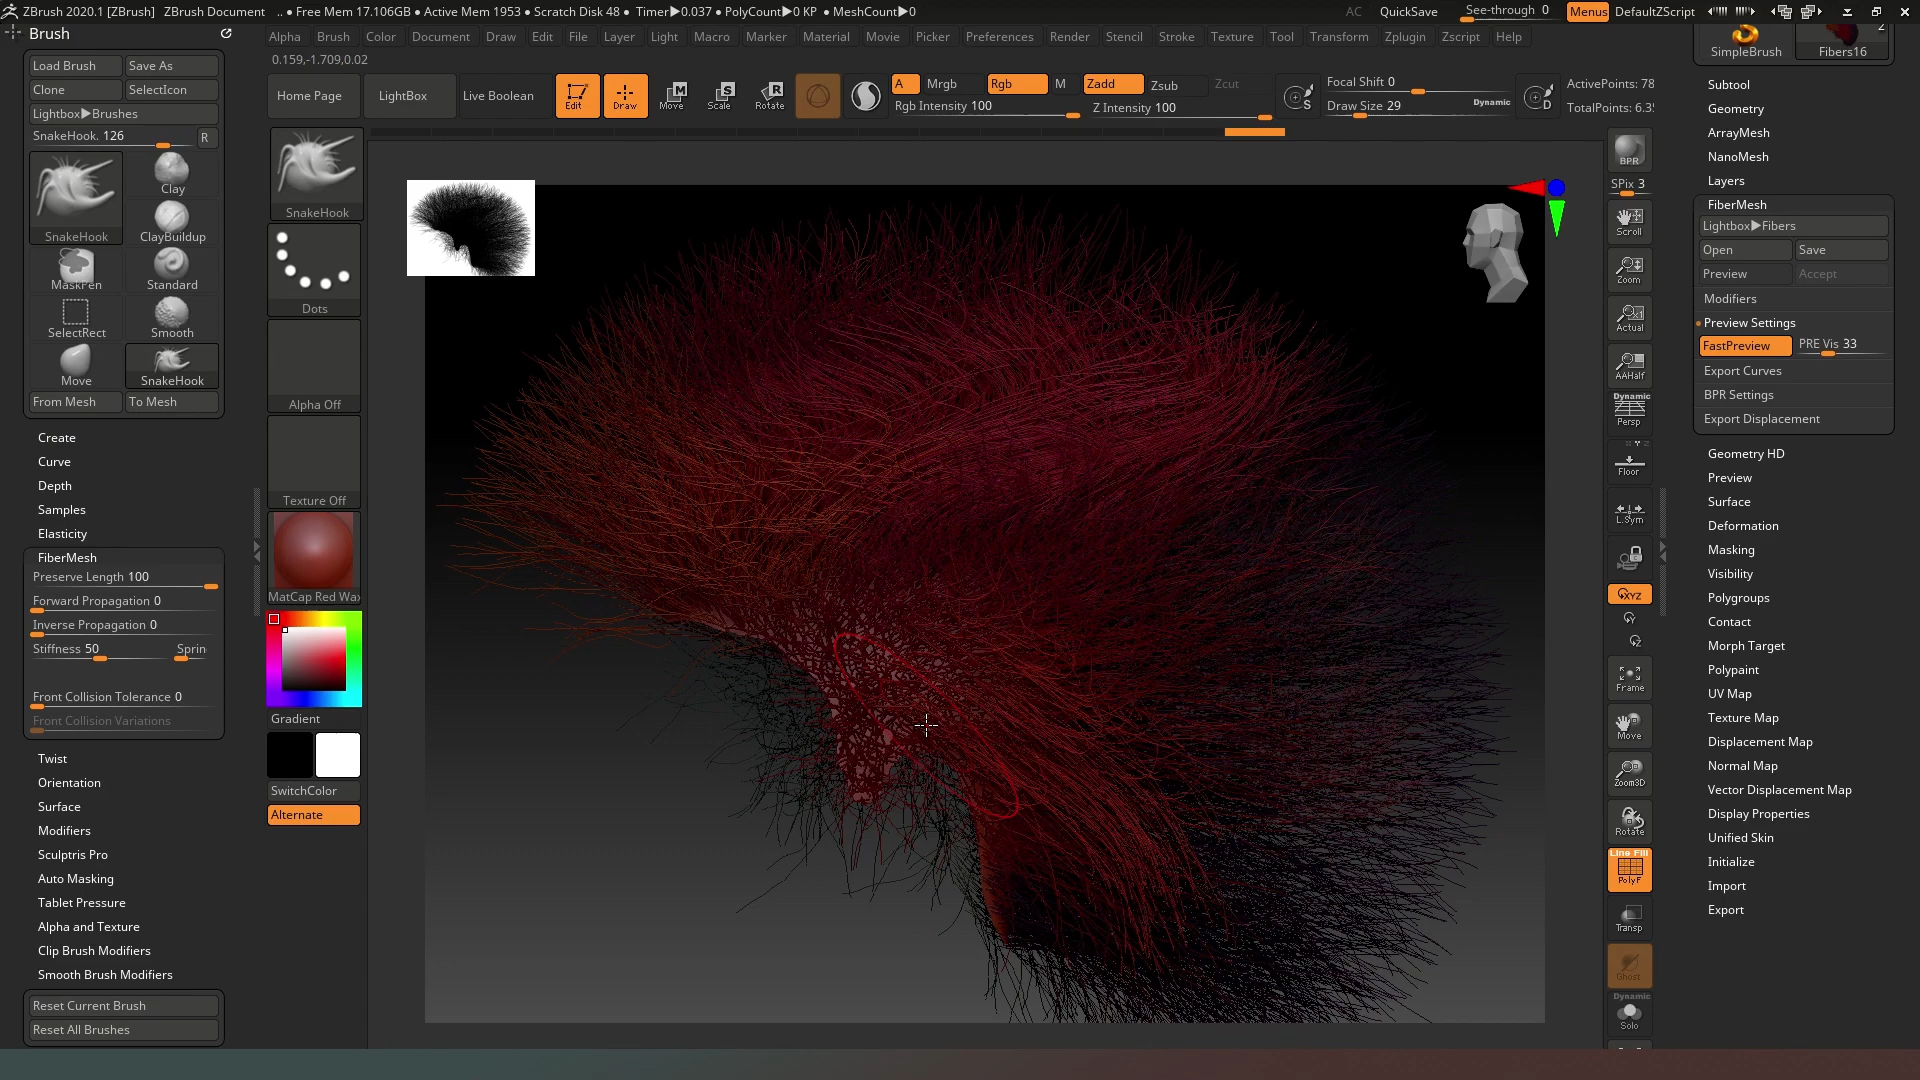 ZBrush 2020.1 [ZBrush] ZBrush Document .. ● Free Mem 17.106GB ● Active Mem 1953 ● Scratch Disk 48 ● Timer▶0.037 ● PolyCount▶0 KP ● MeshCount▶0 AC QuickSave See-through 0 Menus DefaultZScript
Brush
Alpha Brush Color Document Draw Edit File Layer Light Macro Marker Material Movie Picker Preferences Render Stencil Stroke Texture Tool Transform Zplugin Zscript Help
0.159,-1.709,0.02
Home Page LightBox Live Boolean Edit Draw Move Scale Rotate
A Mrgb Rgb M Zadd Zsub Zcut
Rgb Intensity 100 Z Intensity 100
Focal Shift 0
Draw Size 29 Dynamic
S D
ActivePoints: 78
TotalPoints: 6.3
Load Brush Save As
Clone SelectIcon
Lightbox▶Brushes
SnakeHook. 126 R
SnakeHook
Clay
ClayBuildup
MaskPen Standard
SelectRect Smooth
Move SnakeHook
From Mesh To Mesh
Create
Curve
Depth
Samples
Elasticity
FiberMesh
Preserve Length 100
Forward Propagation 0
Inverse Propagation 0
Stiffness 50 Sprin
Front Collision Tolerance 0
Front Collision Variations
Twist
Orientation
Surface
Modifiers
Sculptris Pro
Auto Masking
Tablet Pressure
Alpha and Texture
Clip Brush Modifiers
Smooth Brush Modifiers
Reset Current Brush
Reset All Brushes
SnakeHook
Dots
Alpha Off
Texture Off
MatCap Red Wax
Gradient
SwitchColor
Alternate
BPR
SPix 3
Scroll
Zoom
Actual
AAHalf
Dynamic
Persp
Floor
L.Sym
XYZ
Y
Z
Frame
Move
Zoom3D
Rotate
Line Fill
PolyF
Transp
Ghost
Dynamic
Solo
SimpleBrush Fibers16
2
Subtool
Geometry
ArrayMesh
NanoMesh
Layers
FiberMesh
Lightbox▶Fibers
Open Save
Preview Accept
Modifiers
Preview Settings
FastPreview PRE Vis 33
Export Curves
BPR Settings
Export Displacement
Geometry HD
Preview
Surface
Deformation
Masking
Visibility
Polygroups
Contact
Morph Target
Polypaint
UV Map
Texture Map
Displacement Map
Normal Map
Vector Displacement Map
Display Properties
Unified Skin
Initialize
Import
Export